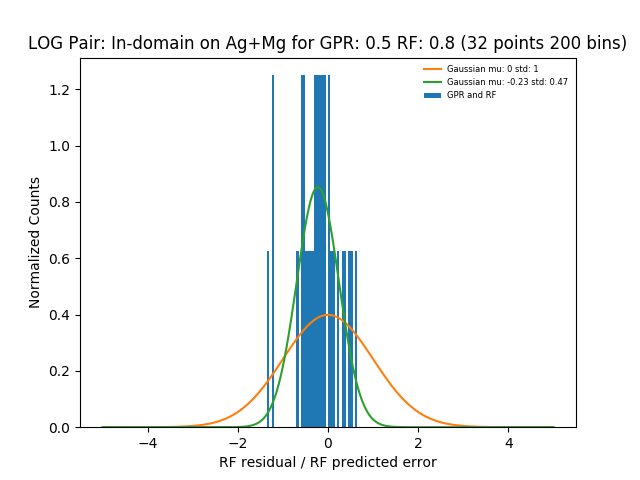 LOG Pair: In-domain on Ag+Mg for GPR: 0.5 RF: 0.8 (32 points 200 bins)
Gaussian mu: 0 std: 1
Gaussian mu: -0.23 std: 0.47
GPR and RF
Normalized Counts
1.2
1.0
0.8
0.6
0.4
0.2
0.0
−4
−2
0
2
4
RF residual / RF predicted error